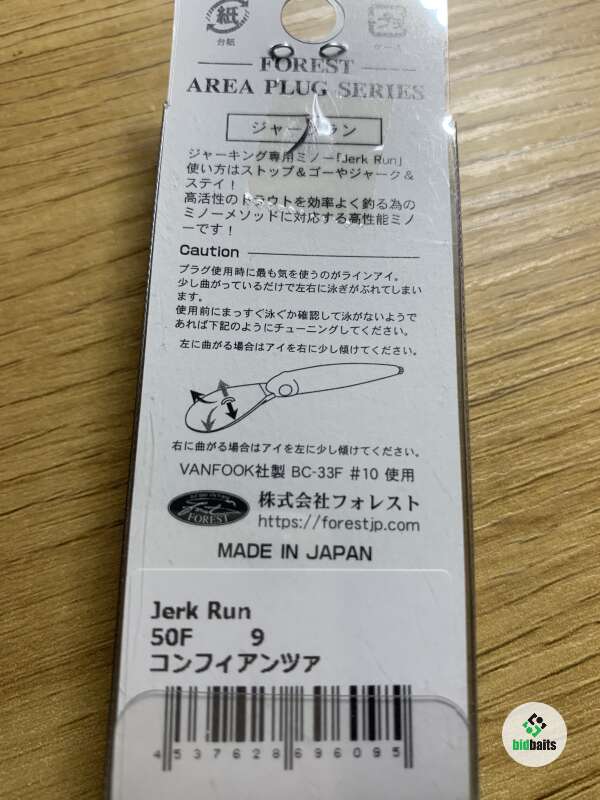 紙
台紙
プラ
ケース
FOREST
AREA PLUG SERIES
ジャークラン
ジャーキング専用ミノー「Jerk Run」
使い方はストップ&ゴーやジャーク&
ステイ!
高活性のトラウトを効率よく釣る為の
ミノーメソッドに対応する高性能ミノ
ーです!
Caution
プラグ使用時に最も気を使うのがラインアイ。
少し曲がっているだけで左右に泳ぎがぶれてしまい
ます。
使用前にまっすぐ泳ぐか確認して泳がないようで
あれば下記のようにチューニングしてください。
左に曲がる場合はアイを右に少し傾けてください。
右に曲がる場合はアイを左に少し傾けてください。
VANFOOK社製 BC-33F #10 使用
FOREST
株式会社フォレスト
https://forestjp.com
MADE IN JAPAN
Jerk Run
50F 9
コンフィアンツァ
4537628696095
bidbaits